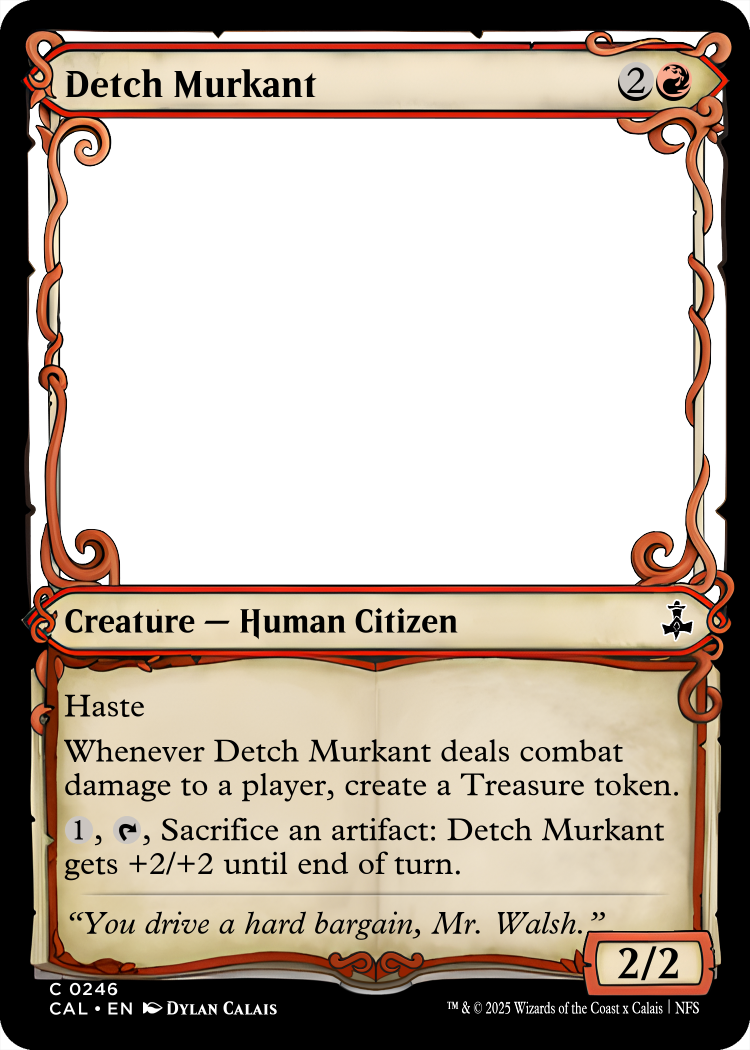 Detch Murkant
2
Creature — Human Citizen
Haste
Whenever Detch Murkant deals combat
damage to a player, create a Treasure token.
1, , Sacrifice an artifact: Detch Murkant
gets +2/+2 until end of turn.
“You drive a hard bargain, Mr. Walsh.”
2/2
C 0246
CAL • EN DYLAN CALAIS
™ & © 2025 Wizards of the Coast x Calais | NFS